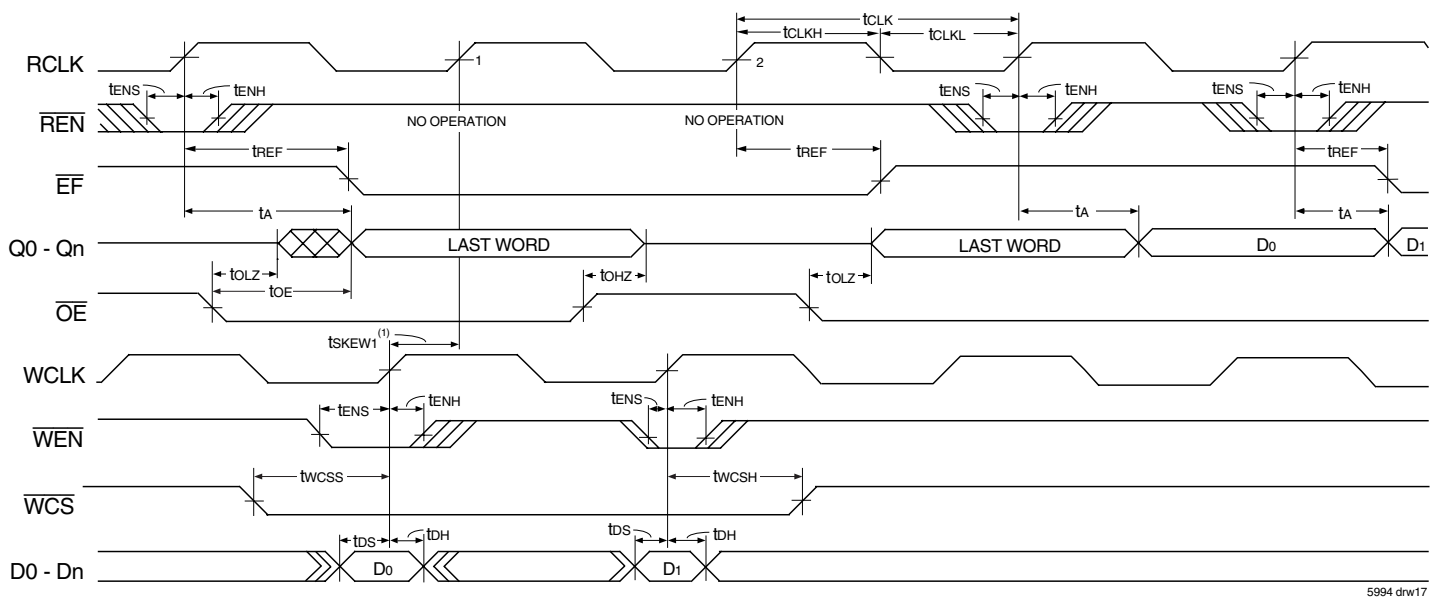 tCLK
tCLKH tCLKL
RCLK 1 2
tENS tENH tENS tENH tENS tENH
REN NO OPERATION NO OPERATION
tREF tREF tREF
EF
tA tA tA
Q0 - Qn LAST WORD LAST WORD D0 D1
tOLZ tOHZ tOLZ
tOE
OE
tSKEW1(1)
WCLK
tENS tENH tENS tENH
WEN
tWCSS tWCSH
WCS
tDS tDH tDS tDH
D0 - Dn D0 D1
5994 drw17